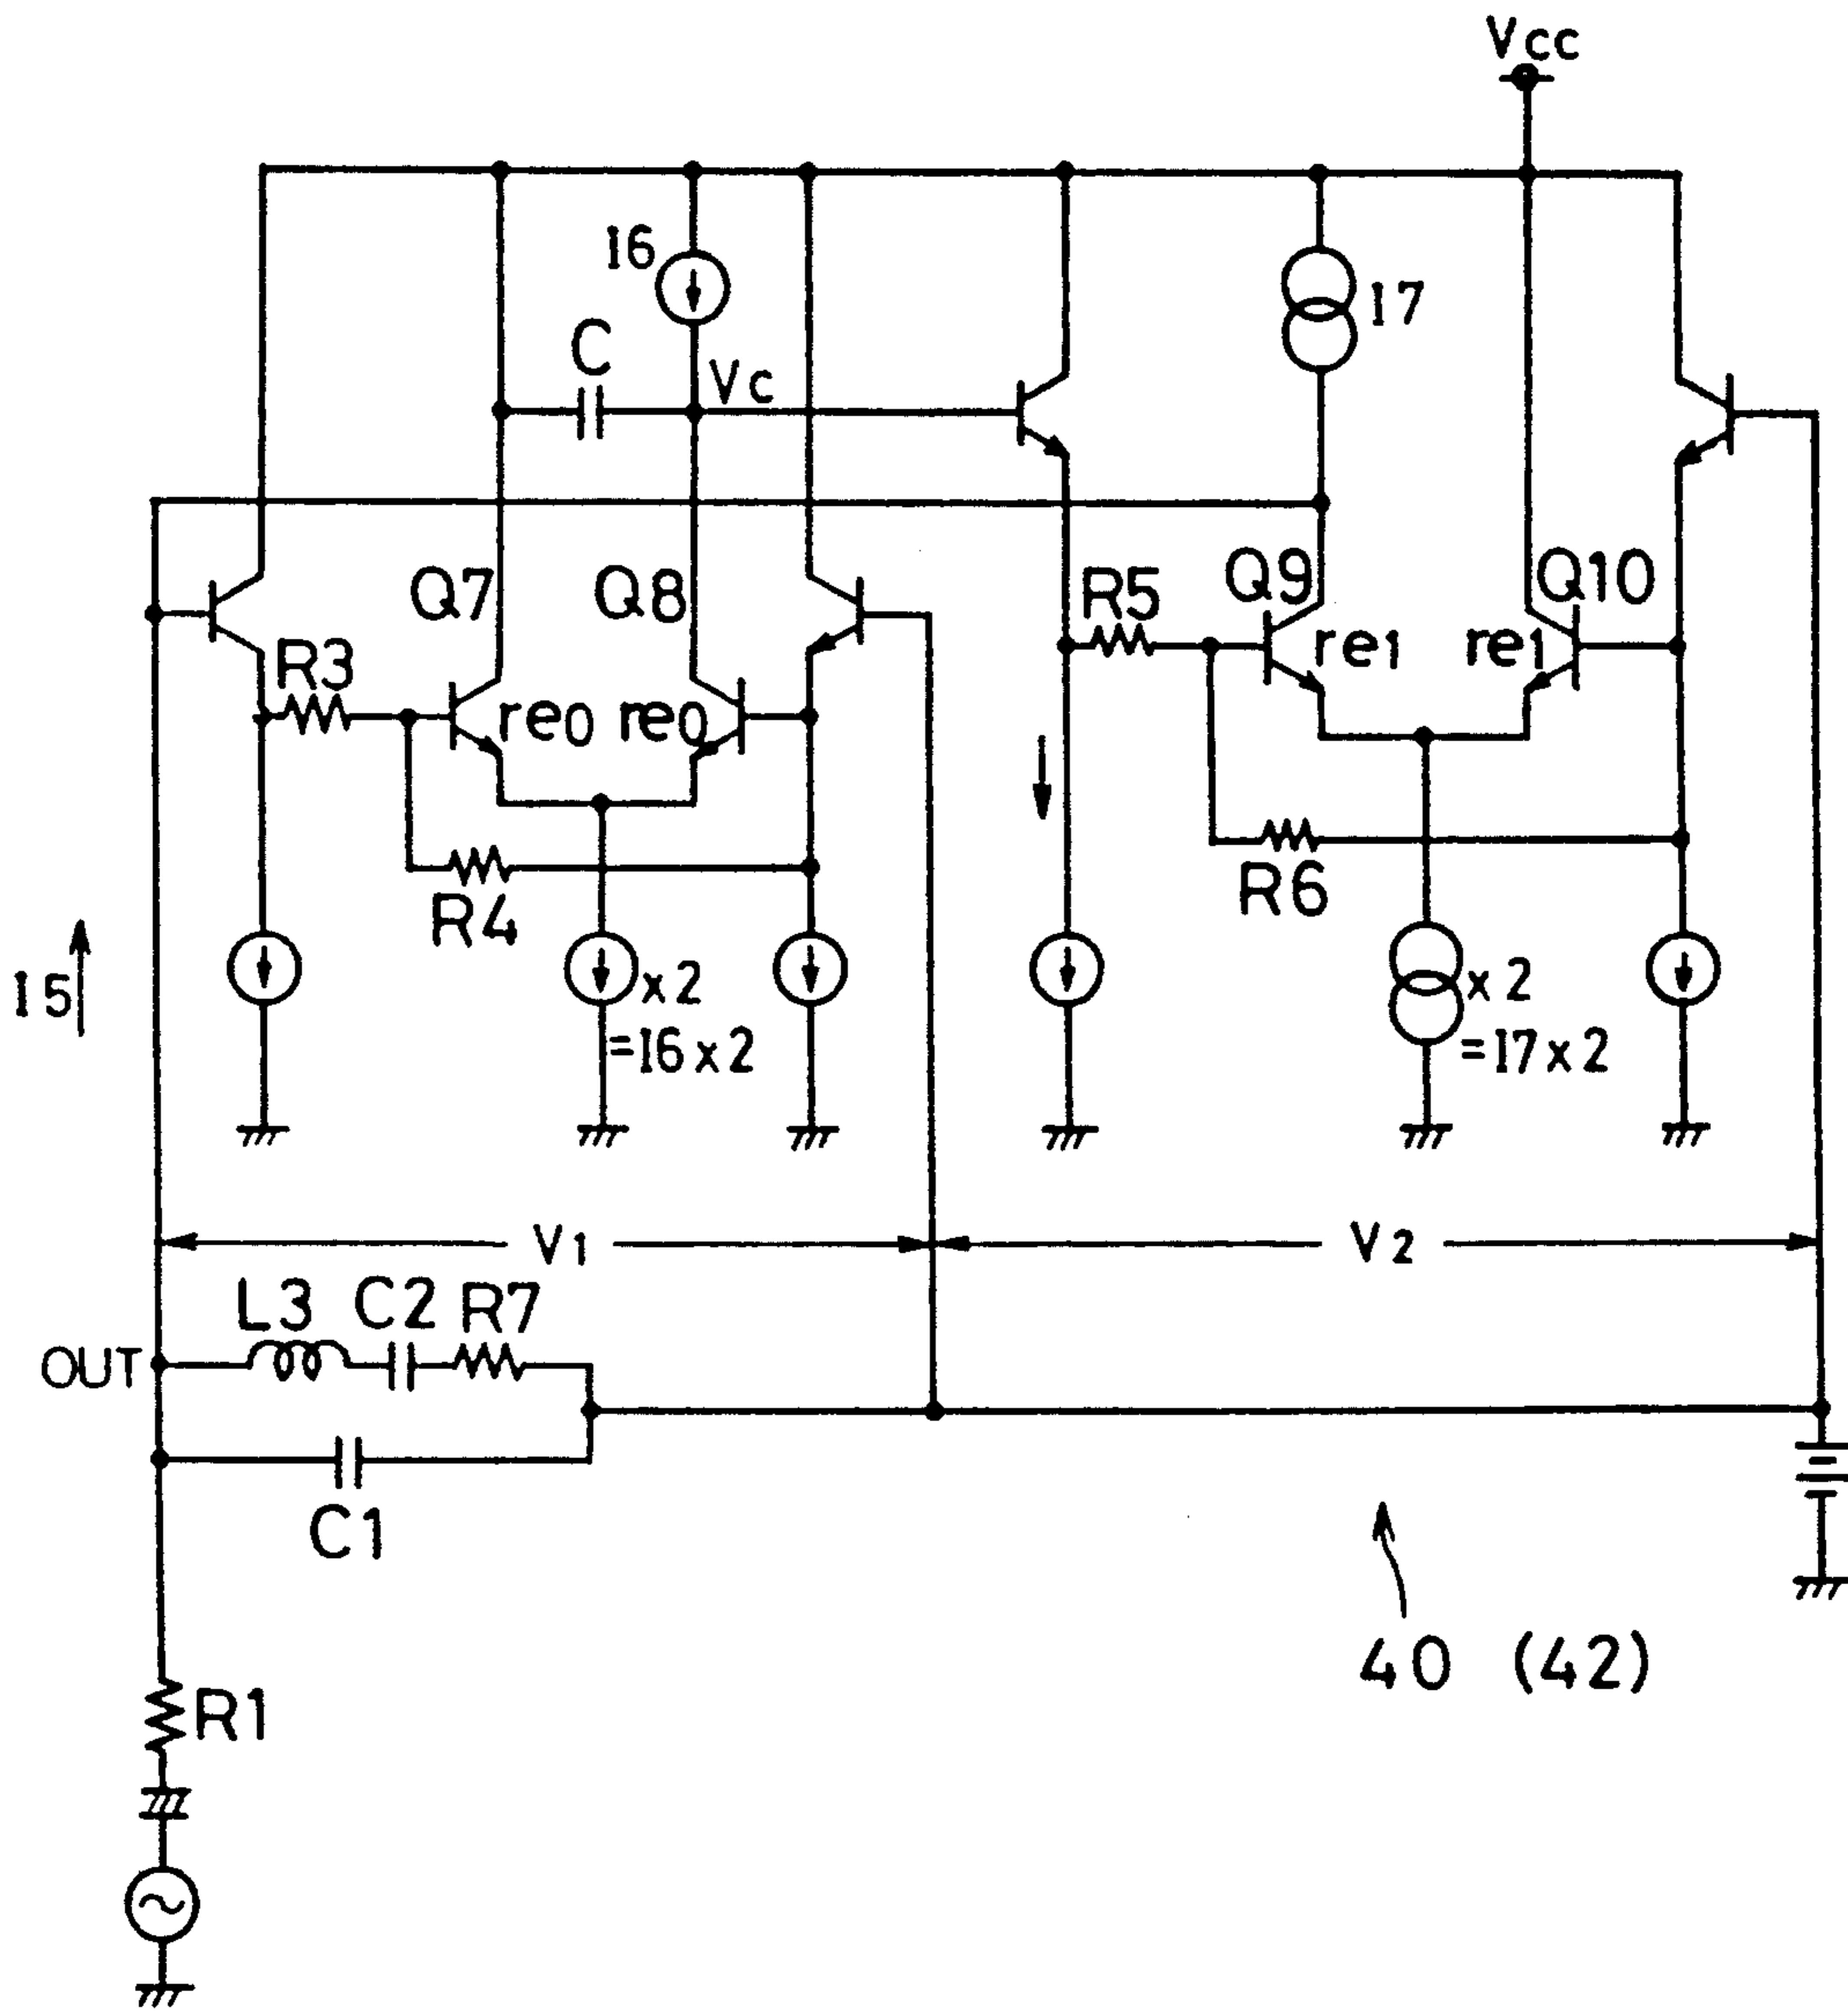 Vcc
I6
I7
C
Vc
Q7
Q8
R5
Q9
Q10
R3
re0
re0
re1
re1
R4
R6
I5
x2
=I6x2
x2
=I7x2
V1
V2
L3
C2
R7
OUT
C1
40 (42)
R1